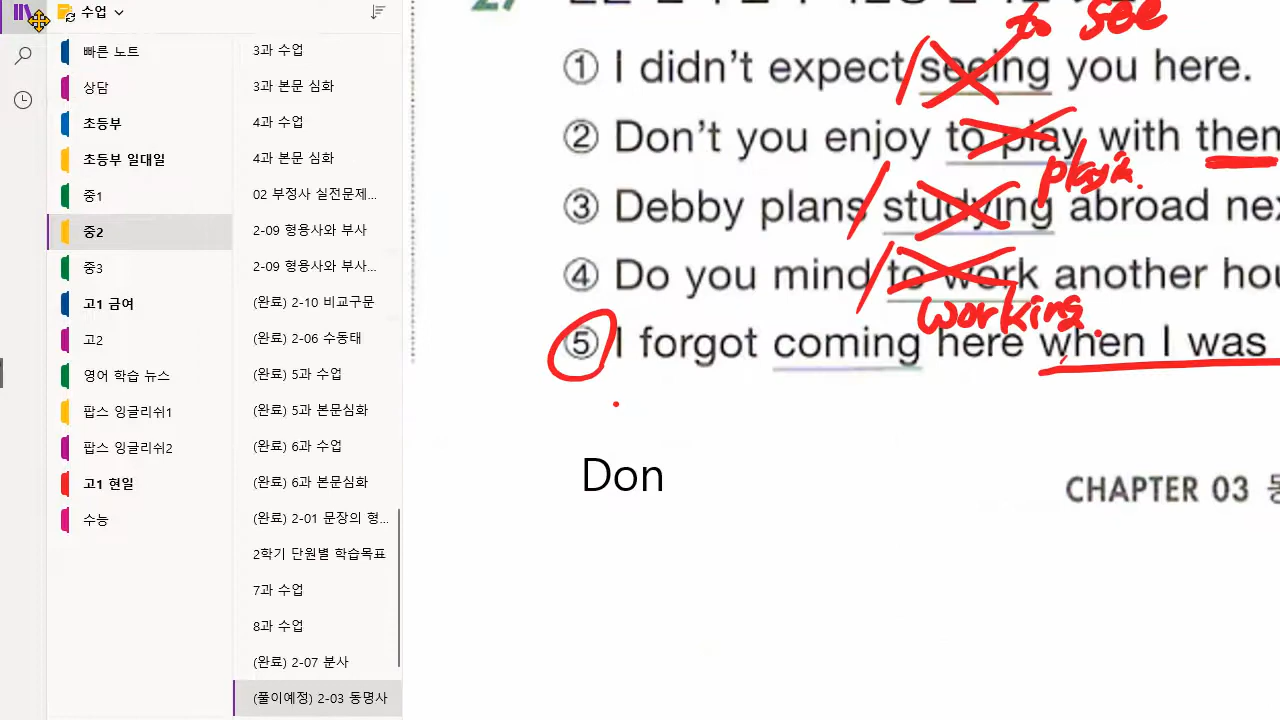 수업
빠른 노트
상담
초등부
초등부 일대일
중1
중2
중3
고1 금여
고2
영어 학습 뉴스
팝스 잉글리쉬1
팝스 잉글리쉬2
고1 현일
수능
3과 수업
3과 본문 심화
4과 수업
4과 본문 심화
02 부정사 실전문제...
2-09 형용사와 부사
2-09 형용사와 부사...
(완료) 2-10 비교구문
(완료) 2-06 수동태
(완료) 5과 수업
(완료) 5과 본문심화
(완료) 6과 수업
(완료) 6과 본문심화
(완료) 2-01 문장의 형...
2학기 단원별 학습목표
7과 수업
8과 수업
(완료) 2-07 분사
(풀이예정) 2-03 동명사
27
to see
① I didn't expect seeing you here.
② Don't you enjoy to play with then
③ Debby plans studying abroad nex
④ Do you mind to work another hou
working.
⑤ I forgot coming here when I was
Don
CHAPTER 03